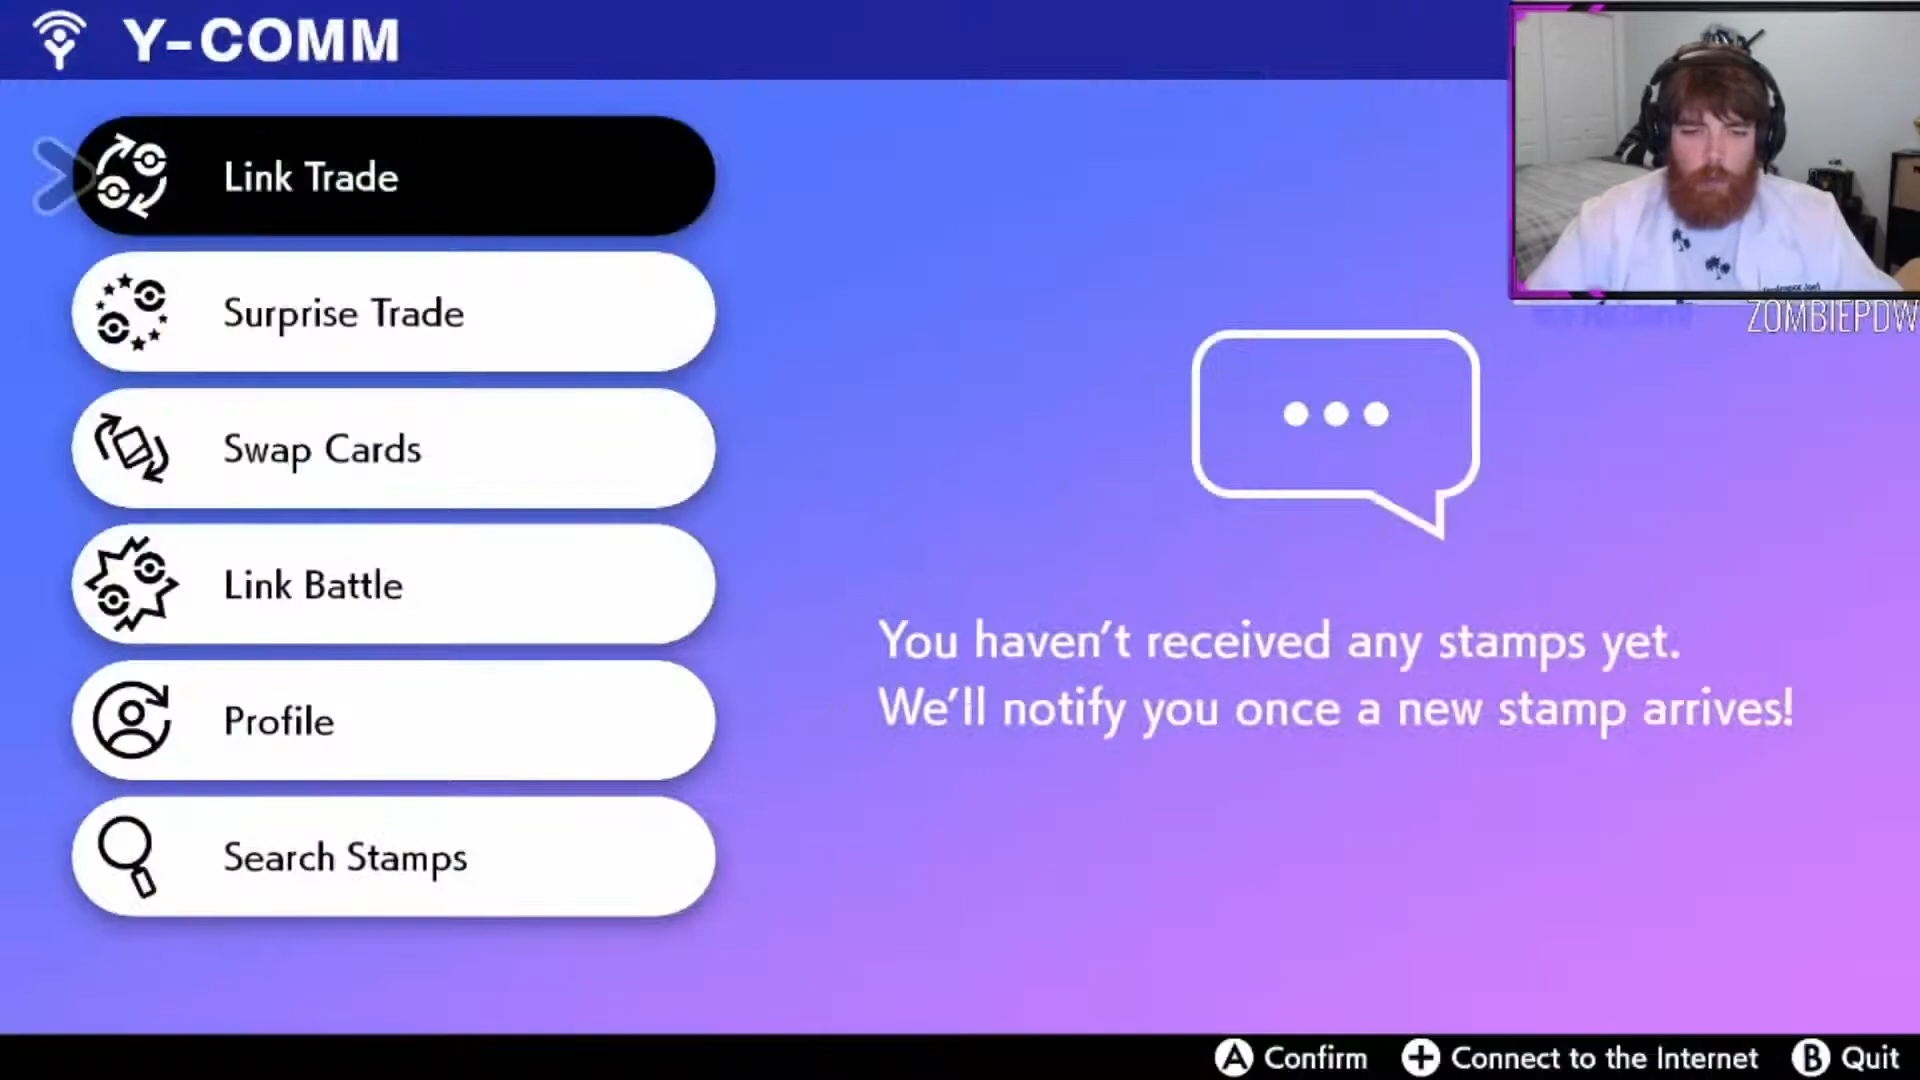 Y-COMM
Link Trade
Surprise Trade
Swap Cards
Link Battle
Profile
Search Stamps
ZOMBIEPDW
You haven't received any stamps yet.
We'll notify you once a new stamp arrives!
A Confirm
+ Connect to the Internet
B Quit